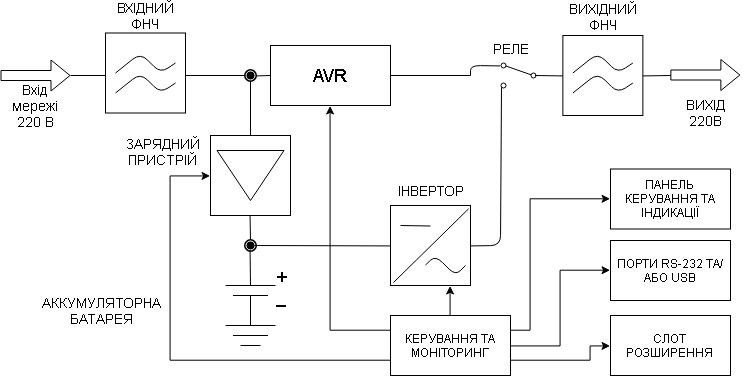 ВХІДНИЙ
ФНЧ
ВИХІДНИЙ
ФНЧ
РЕЛЕ
AVR
Вхід
мережі
220 В
ВИХІД
220В
ЗАРЯДНИЙ
ПРИСТРІЙ
ІНВЕРТОР
ПАНЕЛЬ
КЕРУВАННЯ ТА
ІНДИКАЦІЇ
ПОРТИ RS-232 ТА/
АБО USB
+
−
АККУМУЛЯТОРНА
БАТАРЕЯ
КЕРУВАННЯ ТА
МОНІТОРИНГ
СЛОТ
РОЗШИРЕННЯ